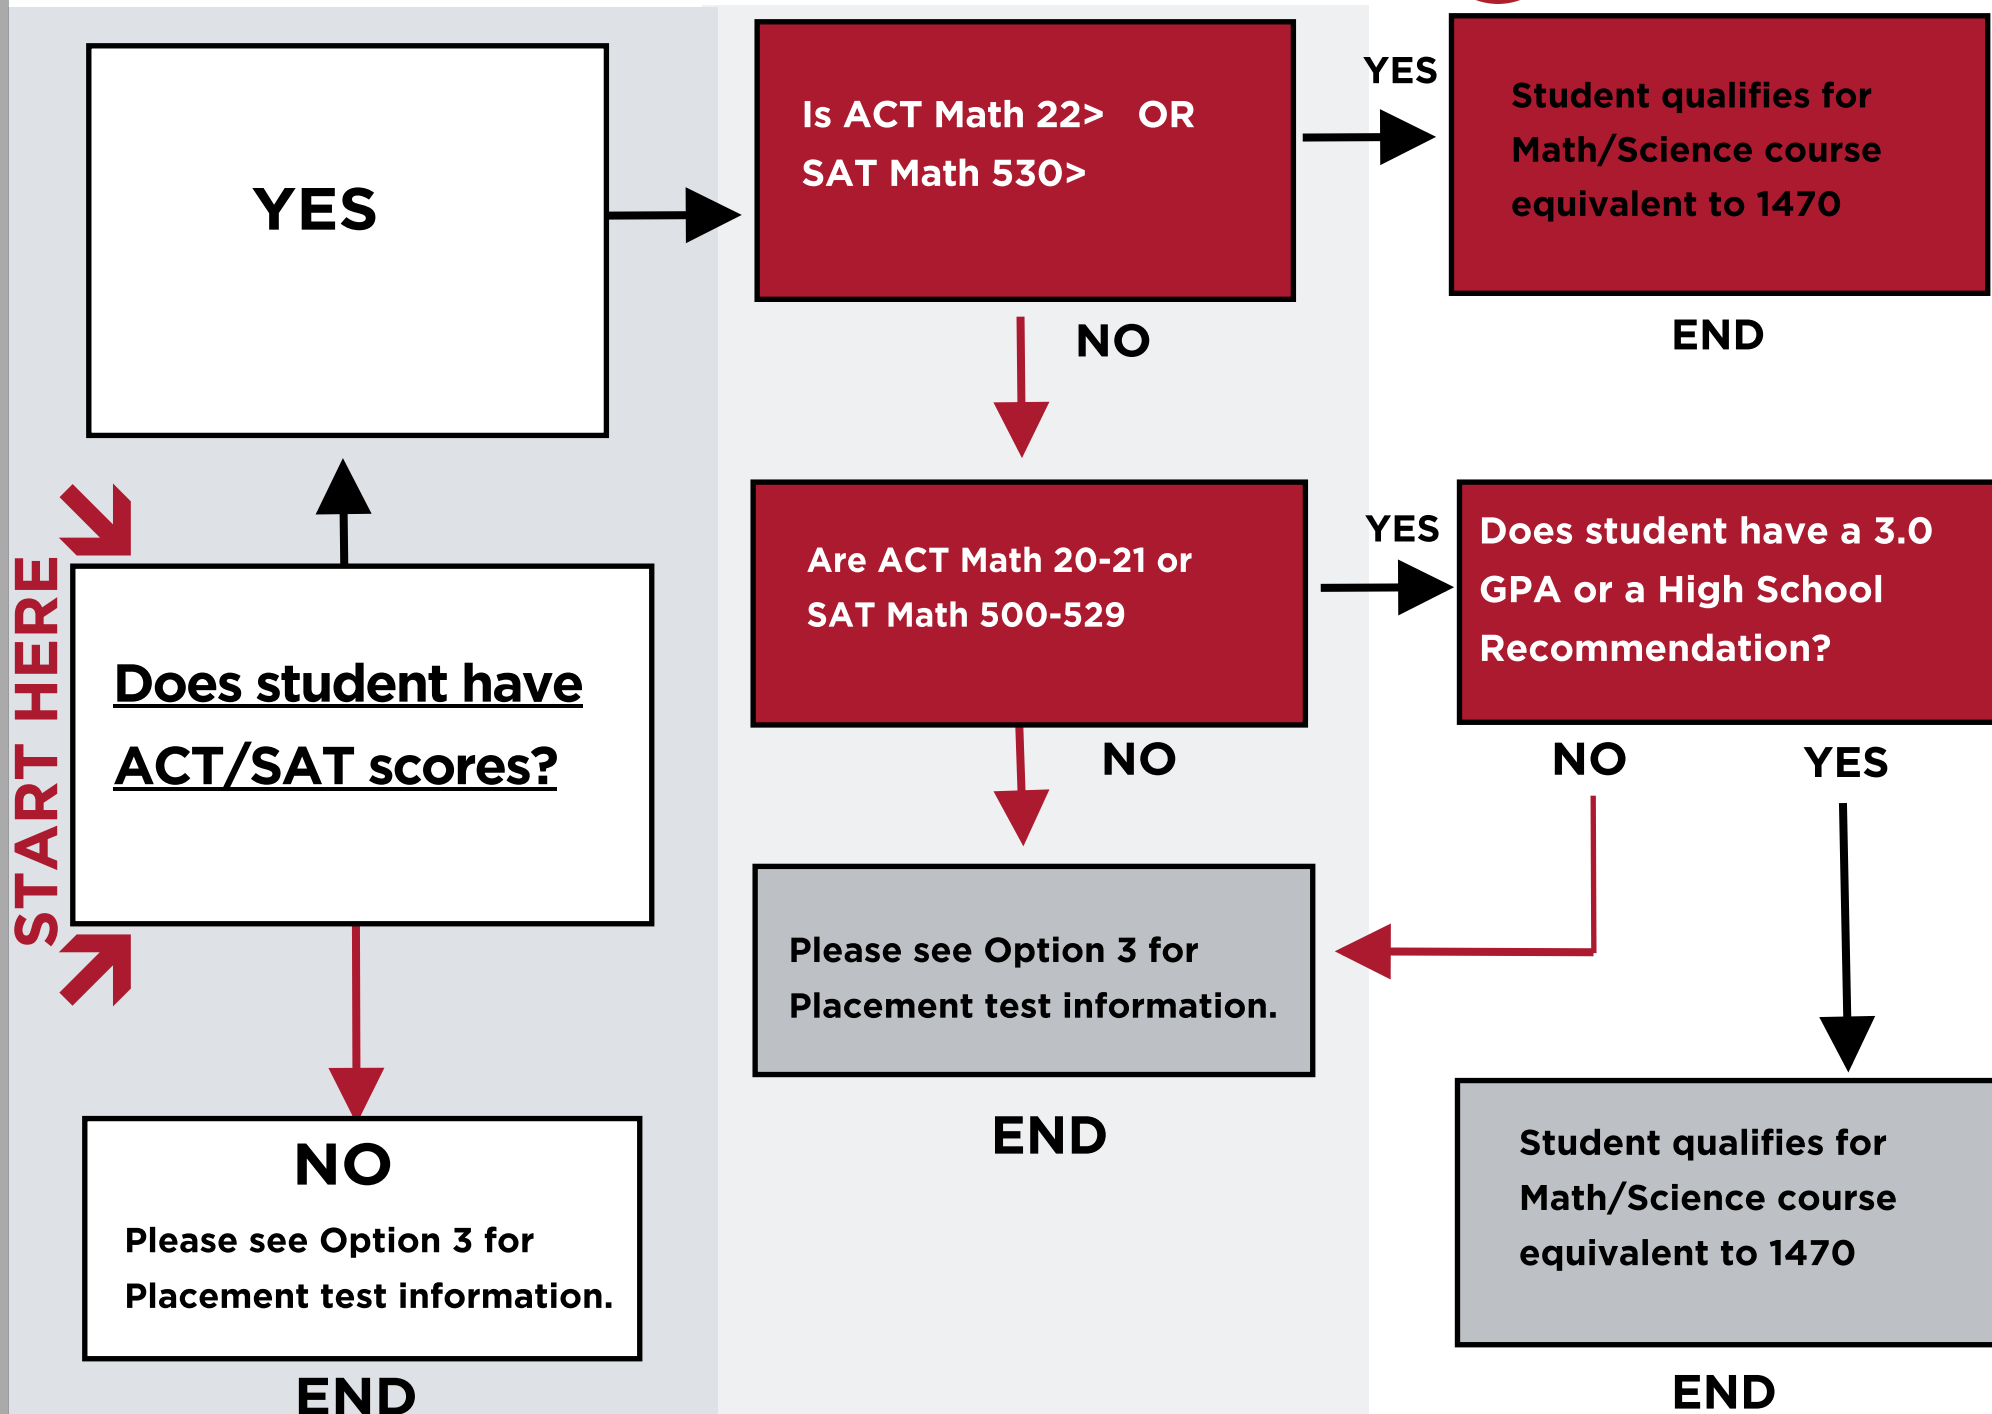 START HERE
Does student have
ACT/SAT scores?
YES
NO
Please see Option 3 for
Placement test information.
END
Is ACT Math 22>   OR
SAT Math 530>
YES
Student qualifies for
Math/Science course
equivalent to 1470
END
NO
Are ACT Math 20-21 or
SAT Math 500-529
YES
Does student have a 3.0
GPA or a High School
Recommendation?
NO
Please see Option 3 for
Placement test information.
END
NO
YES
Student qualifies for
Math/Science course
equivalent to 1470
END